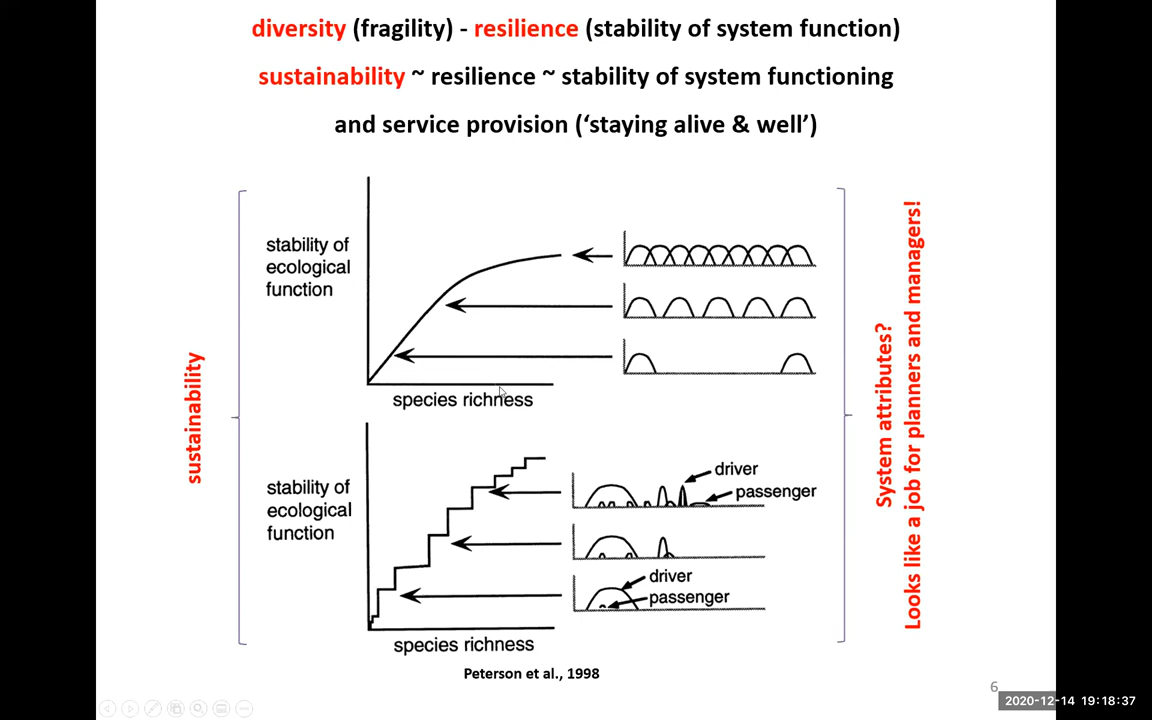 diversity (fragility) - resilience (stability of system function)
sustainability ~ resilience ~ stability of system functioning
and service provision (‘staying alive & well’)
sustainability
stability of
ecological
function
species richness
stability of
ecological
function
driver
passenger
driver
passenger
species richness
Peterson et al., 1998
System attributes?
Looks like a job for planners and managers!
6
2020-12-14 19:18:37